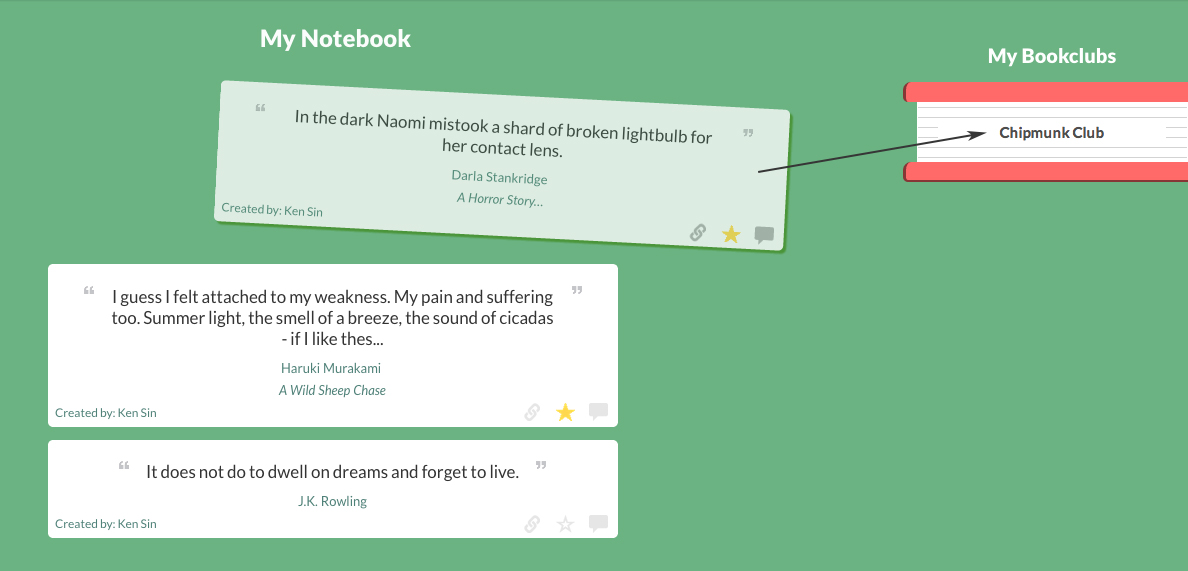 My Notebook
My Bookclubs
Chipmunk Club
“ In the dark Naomi mistook a shard of broken lightbulb for ”
her contact lens.
Darla Stankridge
A Horror Story...
Created by: Ken Sin
“ I guess I felt attached to my weakness. My pain and suffering ”
too. Summer light, the smell of a breeze, the sound of cicadas
- if I like thes...
Haruki Murakami
A Wild Sheep Chase
Created by: Ken Sin
“ It does not do to dwell on dreams and forget to live. ”
J.K. Rowling
Created by: Ken Sin